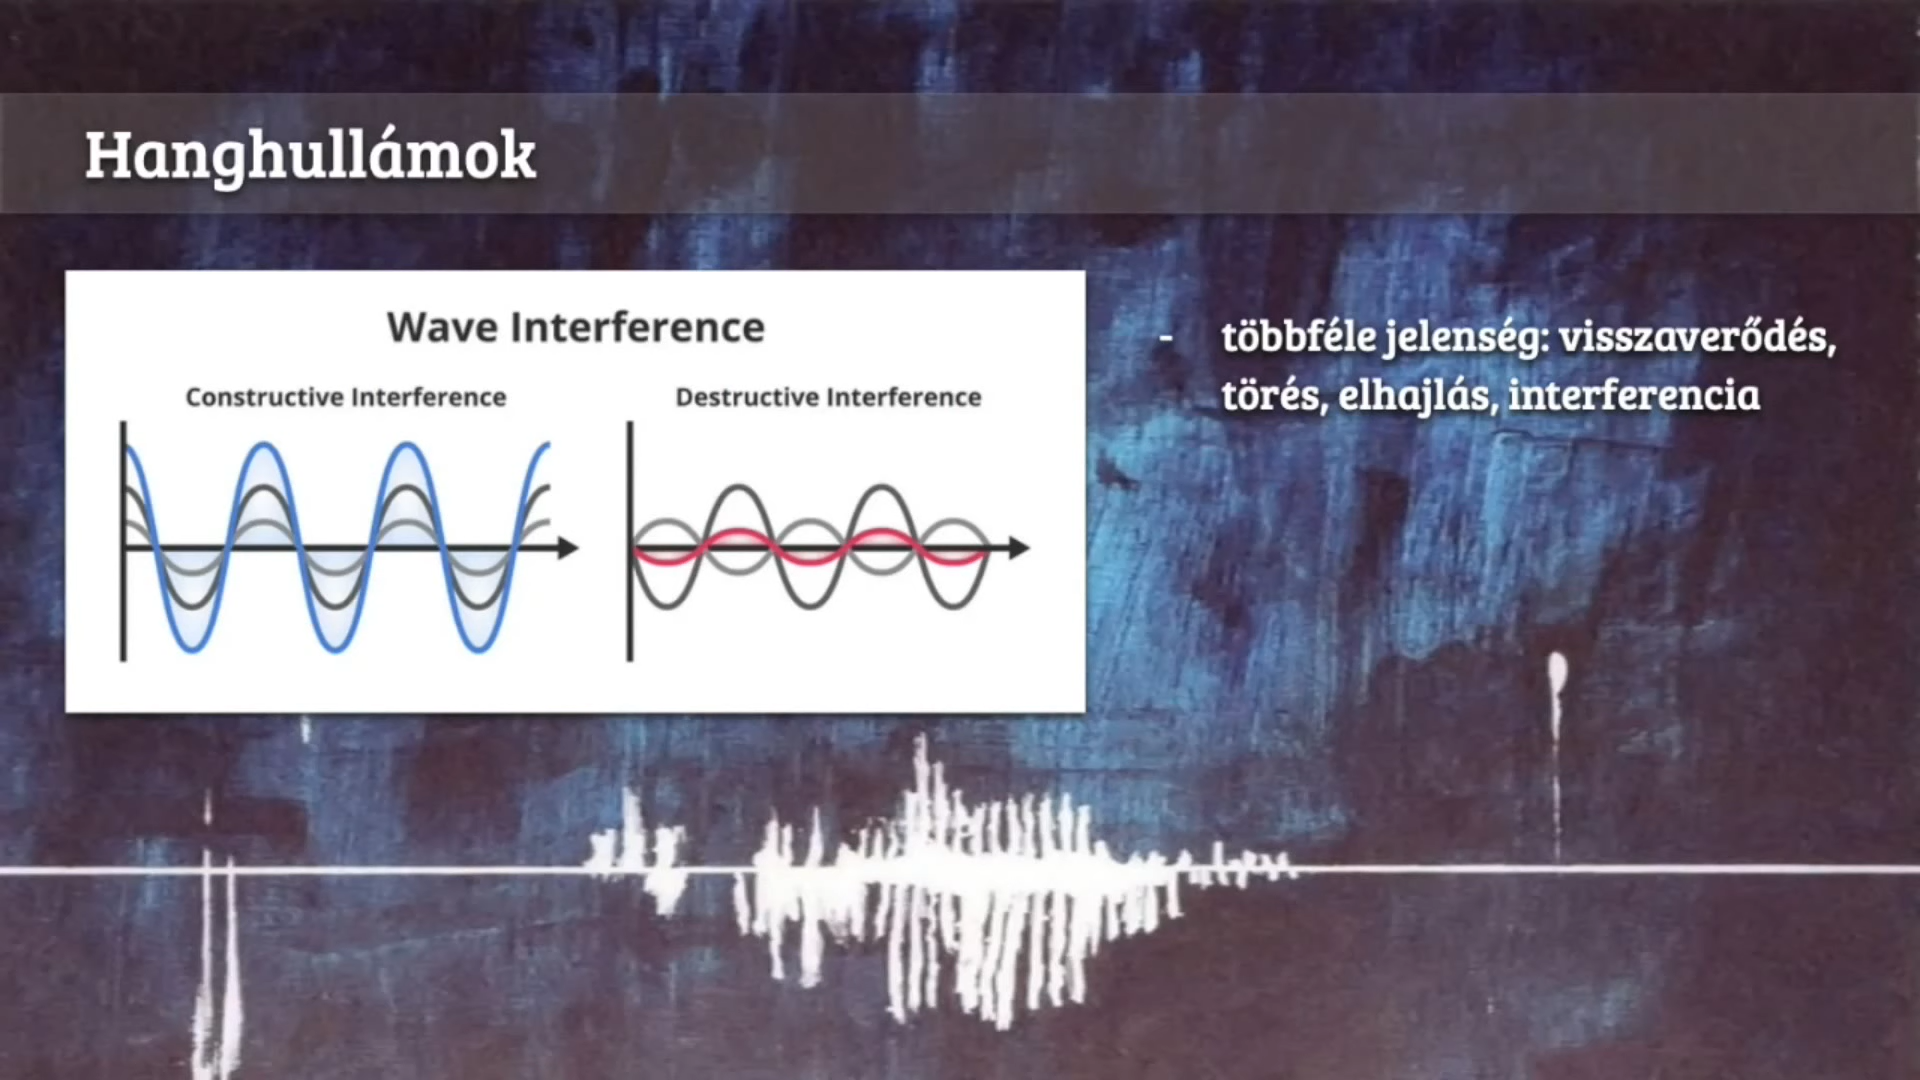 Hanghullámok
Wave Interference
Constructive Interference
Destructive Interference
- többféle jelenség: visszaverődés,
törés, elhajlás, interferencia